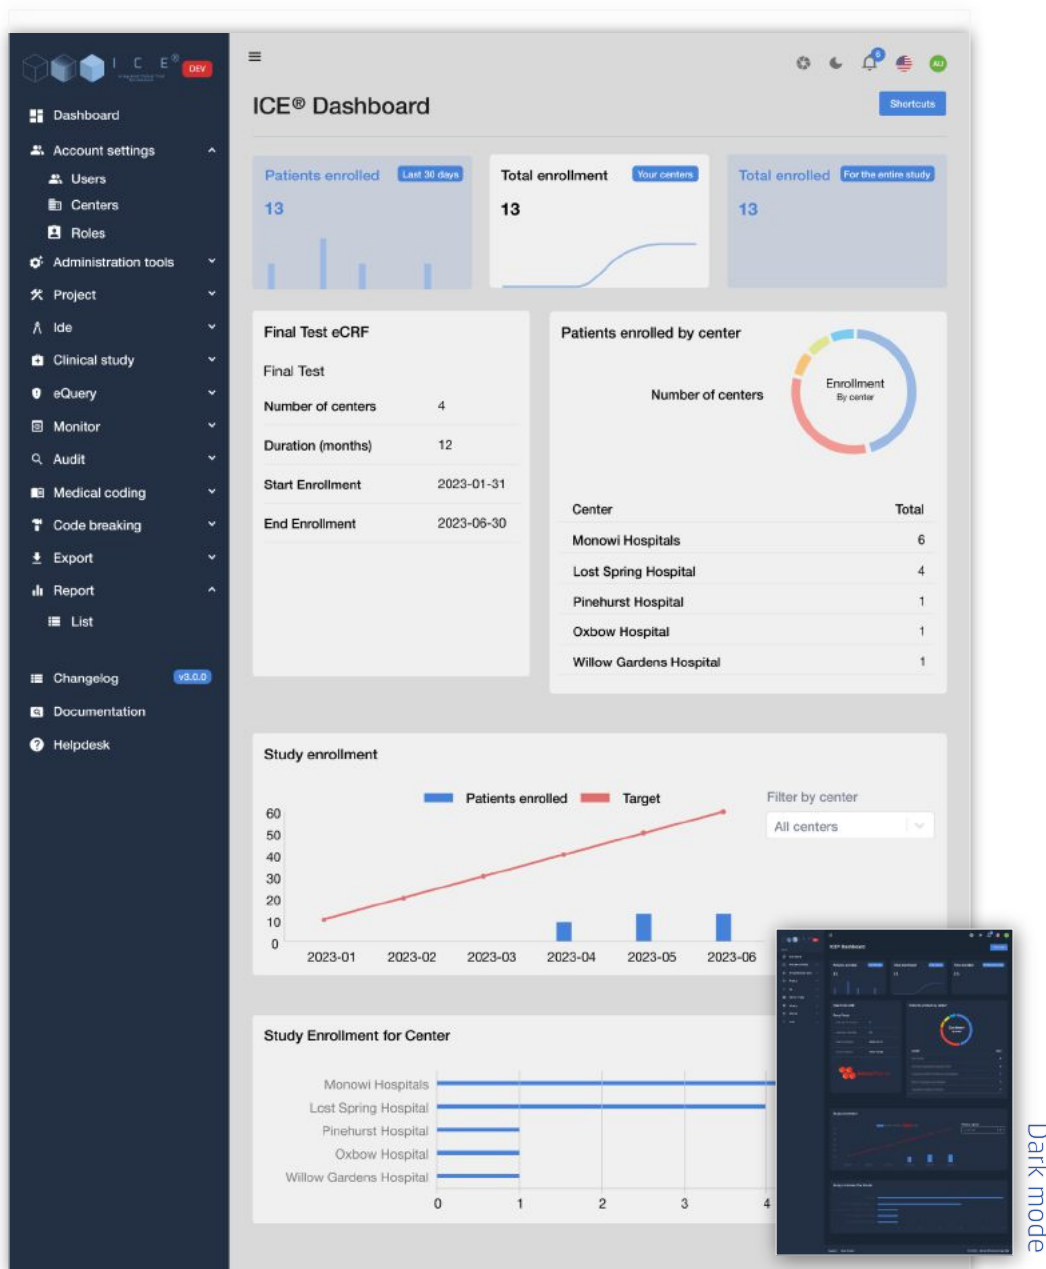 I C E®
DEV
Dashboard
Account settings
Users
Centers
Roles
Administration tools
Project
Ide
Clinical study
eQuery
Monitor
Audit
Medical coding
Code breaking
Export
Report
List
Changelog v3.0.0
Documentation
Helpdesk
6
AU
ICE® Dashboard
Shortcuts
Patients enrolled Last 30 days
13
Total enrollment Your centers
13
Total enrolled For the entire study
13
Final Test eCRF
Final Test
Number of centers 4
Duration (months) 12
Start Enrollment 2023-01-31
End Enrollment 2023-06-30
Patients enrolled by center
Number of centers
Enrollment
By center
Center Total
Monowi Hospitals 6
Lost Spring Hospital 4
Pinehurst Hospital 1
Oxbow Hospital 1
Willow Gardens Hospital 1
Study enrollment
Patients enrolled Target
Filter by center
All centers
60
50
40
30
20
10
0
2023-01 2023-02 2023-03 2023-04 2023-05 2023-06
Study Enrollment for Center
Monowi Hospitals
Lost Spring Hospital
Pinehurst Hospital
Oxbow Hospital
Willow Gardens Hospital
0 1 2 3 4
ICE® Dashboard
Dark mode